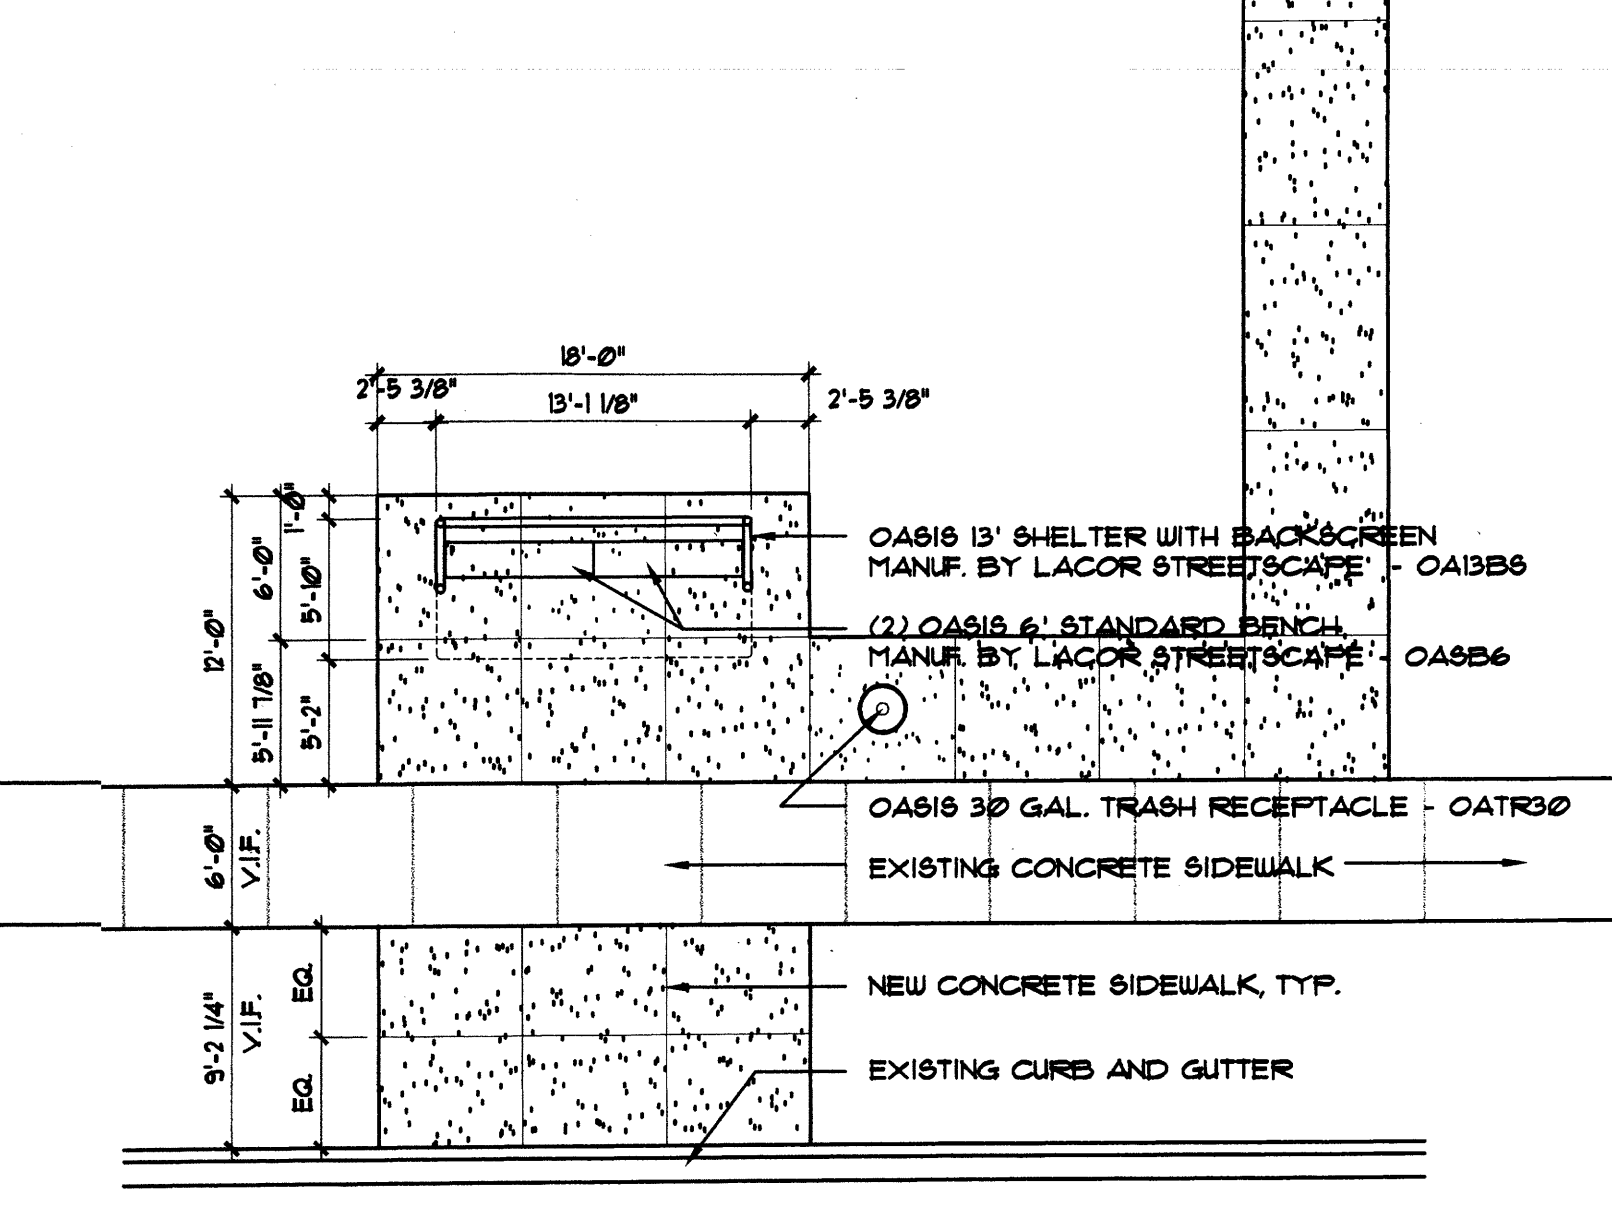 18'-0"
2'-5 3/8"
13'-1 1/8"
2'-5 3/8"
1'-0"
6'-0"
5'-10"
12'-0"
5'-11 7/8"
5'-2"
OASIS 13' SHELTER WITH BACKSCREEN
MANUF. BY LACOR STREETSCAPE - OA13BS
(2) OASIS 6' STANDARD BENCH
MANUF. BY LACOR STREETSCAPE - OASB6
OASIS 30 GAL. TRASH RECEPTACLE - OATR30
6'-0"
V.I.F.
EXISTING CONCRETE SIDEWALK
EQ.
NEW CONCRETE SIDEWALK, TYP.
9'-2 1/4"
V.I.F.
EQ.
EXISTING CURB AND GUTTER